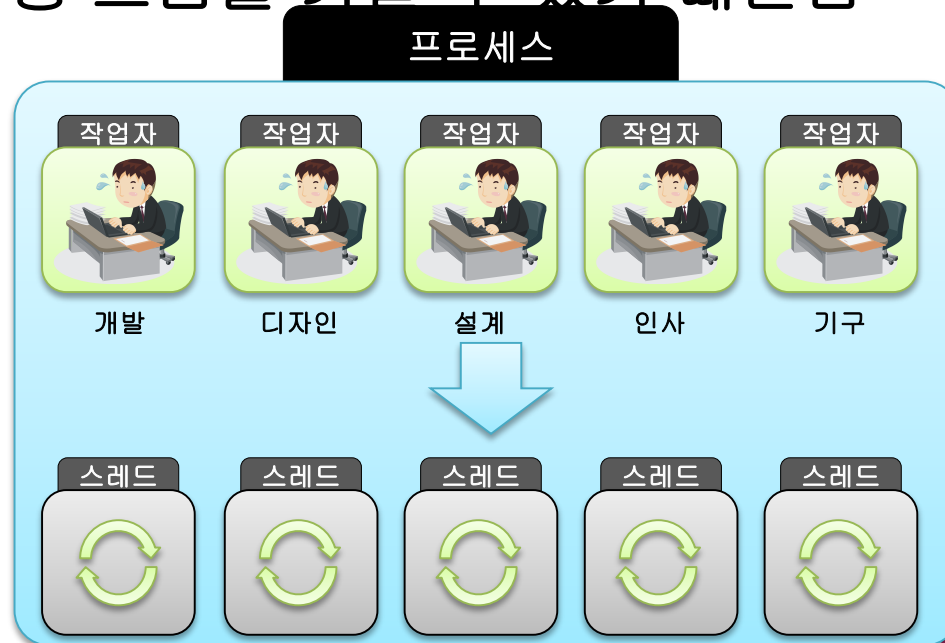 프로세스
작업자 작업자 작업자 작업자 작업자
개발 디자인 설계 인사 기구
스레드 스레드 스레드 스레드 스레드